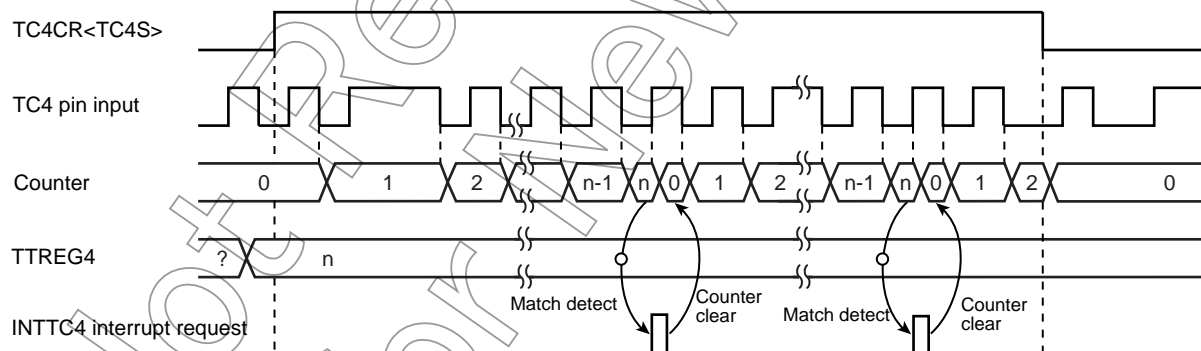 TC4CR<TC4S>
TC4 pin input
Counter 0 1 2 n-1 n 0 1 2 n-1 n 0 1 2 0
TTREG4 ? n
Match detect Counter clear Match detect Counter clear
INTTC4 interrupt request